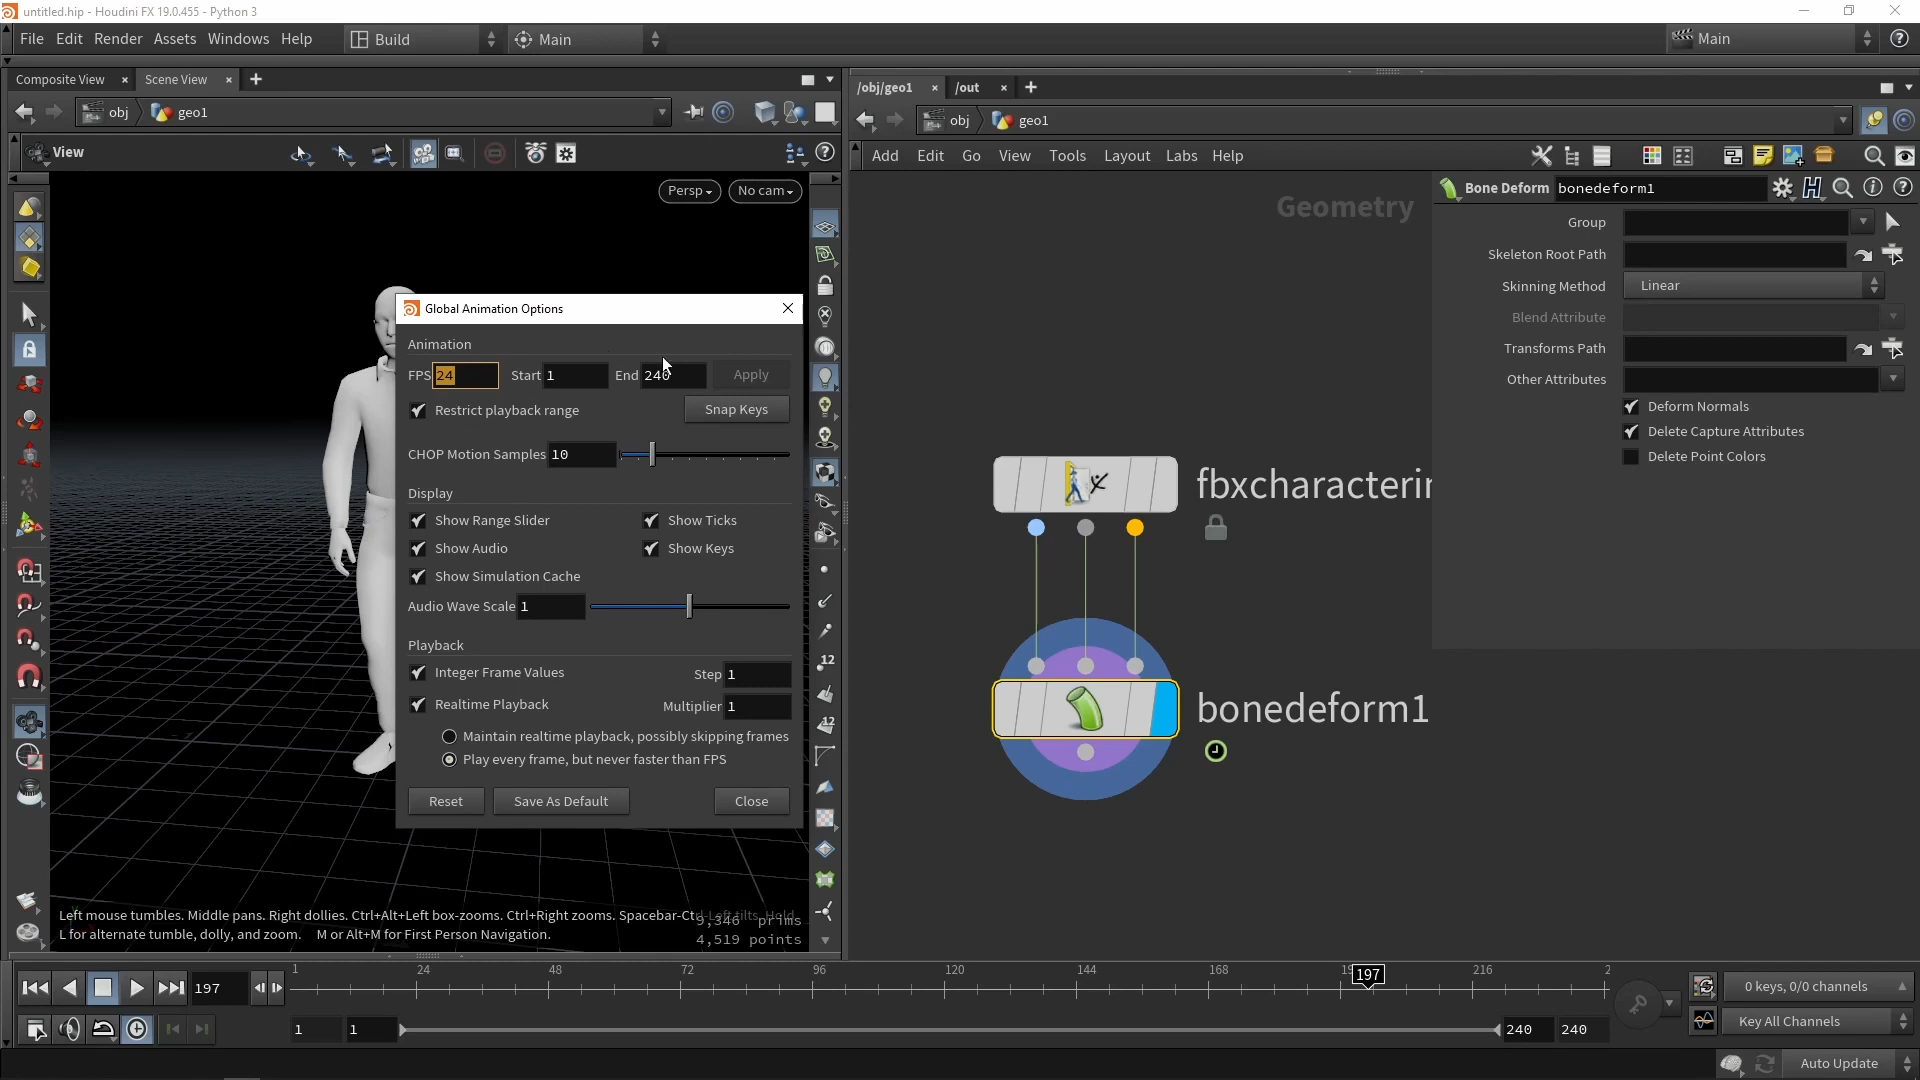 untitled.hip - Houdini FX 19.0.455 - Python 3
File Edit Render Assets Windows Help
Build
Main
Main
Composite View × Scene View × +
obj geo1
View
Persp No cam
/obj/geo1 × /out × +
obj geo1
Add Edit Go View Tools Layout Labs Help
Geometry
Bone Deform bonedeform1
Group
Skeleton Root Path
Skinning Method Linear
Blend Attribute
Transforms Path
Other Attributes
Deform Normals
Delete Capture Attributes
Delete Point Colors
Global Animation Options
Animation
FPS 24 Start 1 End 240 Apply
Restrict playback range Snap Keys
CHOP Motion Samples 10
Display
Show Range Slider Show Ticks
Show Audio Show Keys
Show Simulation Cache
Audio Wave Scale 1
Playback
Integer Frame Values Step 1
Realtime Playback Multiplier 1
Maintain realtime playback, possibly skipping frames
Play every frame, but never faster than FPS
Reset Save As Default Close
12
12
fbxcharacterin
bonedeform1
Left mouse tumbles. Middle pans. Right dollies. Ctrl+Alt+Left box-zooms. Ctrl+Right zooms. Spacebar-Ctrl-Left tilts. Hold
L for alternate tumble, dolly, and zoom. M or Alt+M for First Person Navigation.
9,346 prims
4,519 points
197
1 24 48 72 96 120 144 168 19 197 216 2
0 keys, 0/0 channels
1 1 240 240
Key All Channels
Auto Update